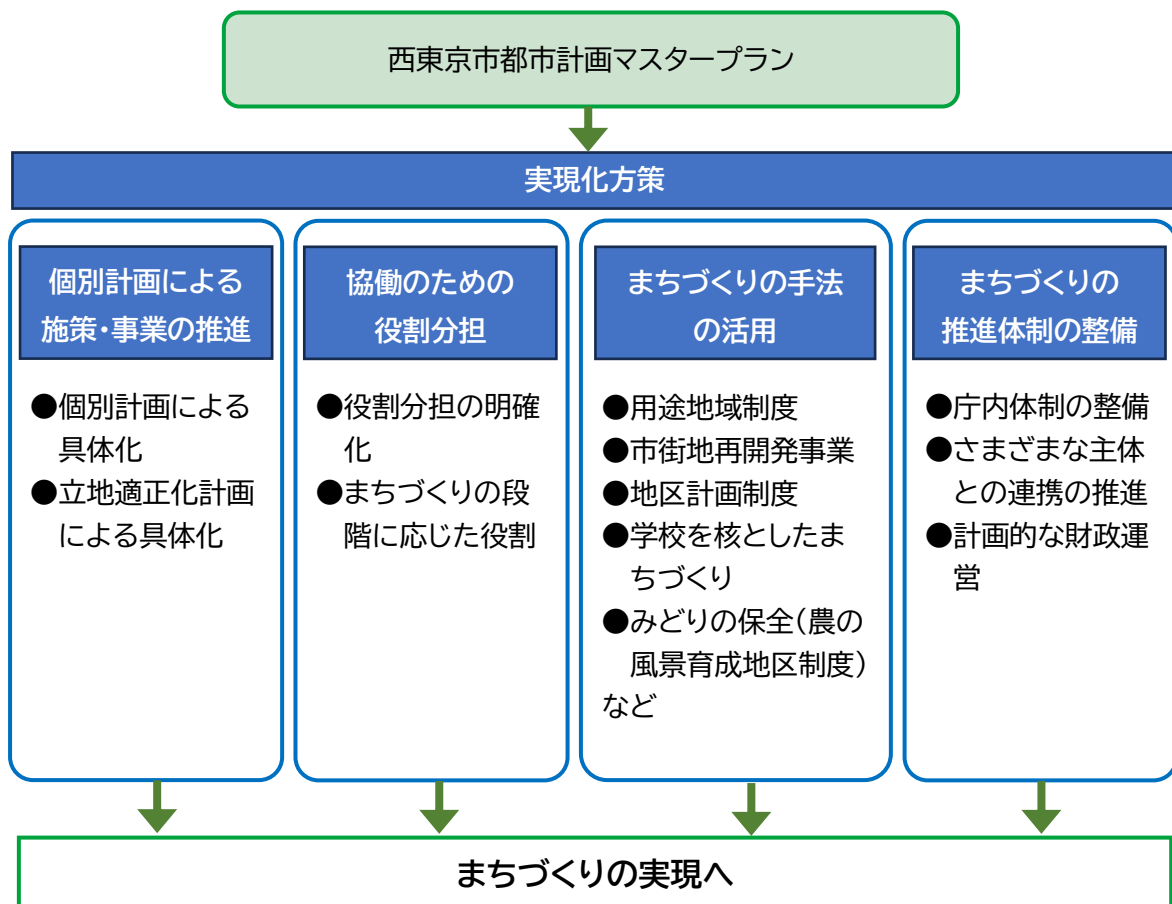 西東京市都市計画マスタープラン
実現化方策
個別計画による
施策・事業の推進
●個別計画による
具体化
●立地適正化計画
による具体化
協働のための
役割分担
●役割分担の明確
化
●まちづくりの段
階に応じた役割
まちづくりの手法
の活用
●用途地域制度
●市街地再開発事業
●地区計画制度
●学校を核としたま
ちづくり
●みどりの保全(農の
風景育成地区制度)
など
まちづくりの
推進体制の整備
●庁内体制の整備
●さまざまな主体
との連携の推進
●計画的な財政運
営
まちづくりの実現へ